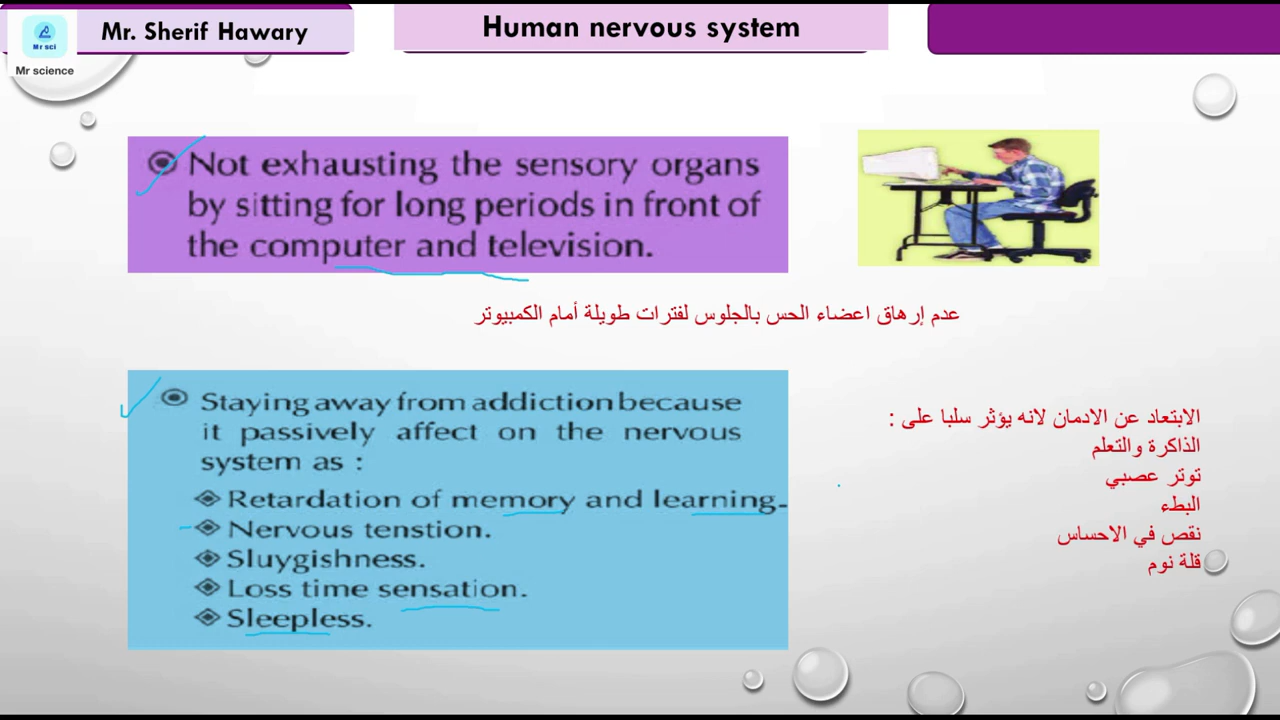 Mr sci
Mr science
Mr. Sherif Hawary
Human nervous system
Not exhausting the sensory organs
by sitting for long periods in front of
the computer and television.
عدم إرهاق اعضاء الحس بالجلوس لفترات طويلة أمام الكمبيوتر
Staying away from addiction because
it passively affect on the nervous
system as :
Retardation of memory and learning.
Nervous tenstion.
Sluygishness.
Loss time sensation.
Sleepless.
الابتعاد عن الادمان لانه يؤثر سلبا على :
الذاكرة والتعلم
توتر عصبي
البطء
نقص في الاحساس
قلة نوم